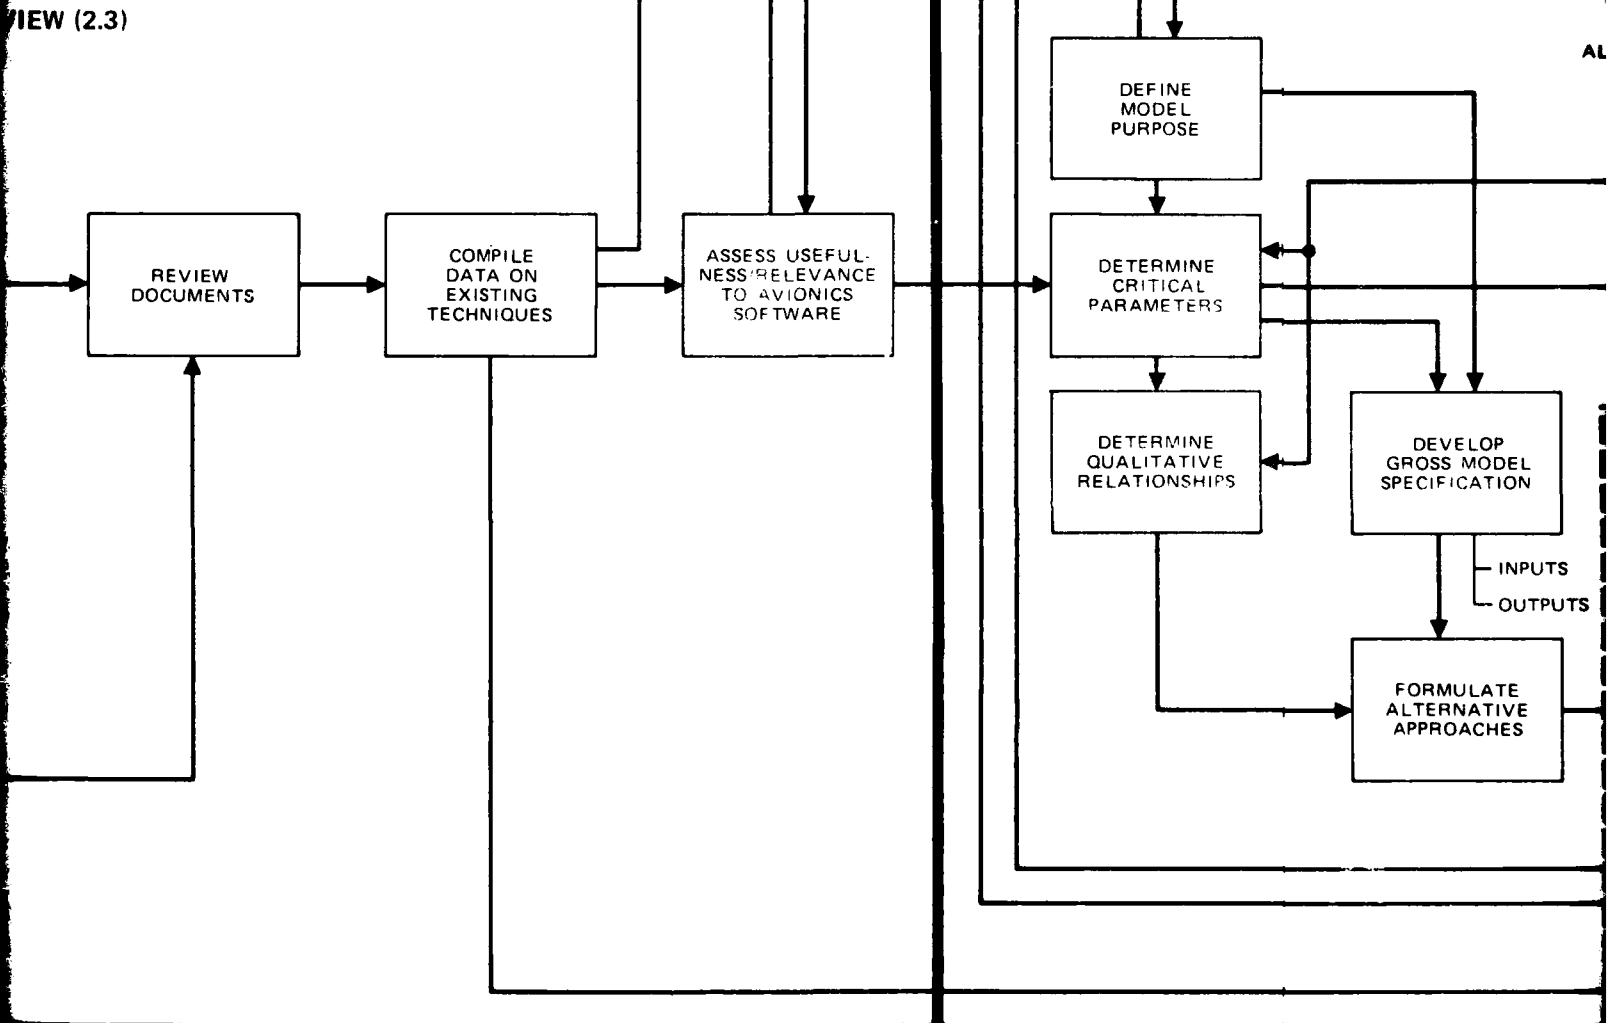 VIEW (2.3)
AL
DEFINE
MODEL
PURPOSE
REVIEW
DOCUMENTS
COMPILE
DATA ON
EXISTING
TECHNIQUES
ASSESS USEFUL-
NESS/RELEVANCE
TO AVIONICS
SOFTWARE
DETERMINE
CRITICAL
PARAMETERS
DETERMINE
QUALITATIVE
RELATIONSHIPS
DEVELOP
GROSS MODEL
SPECIFICATION
INPUTS
OUTPUTS
FORMULATE
ALTERNATIVE
APPROACHES